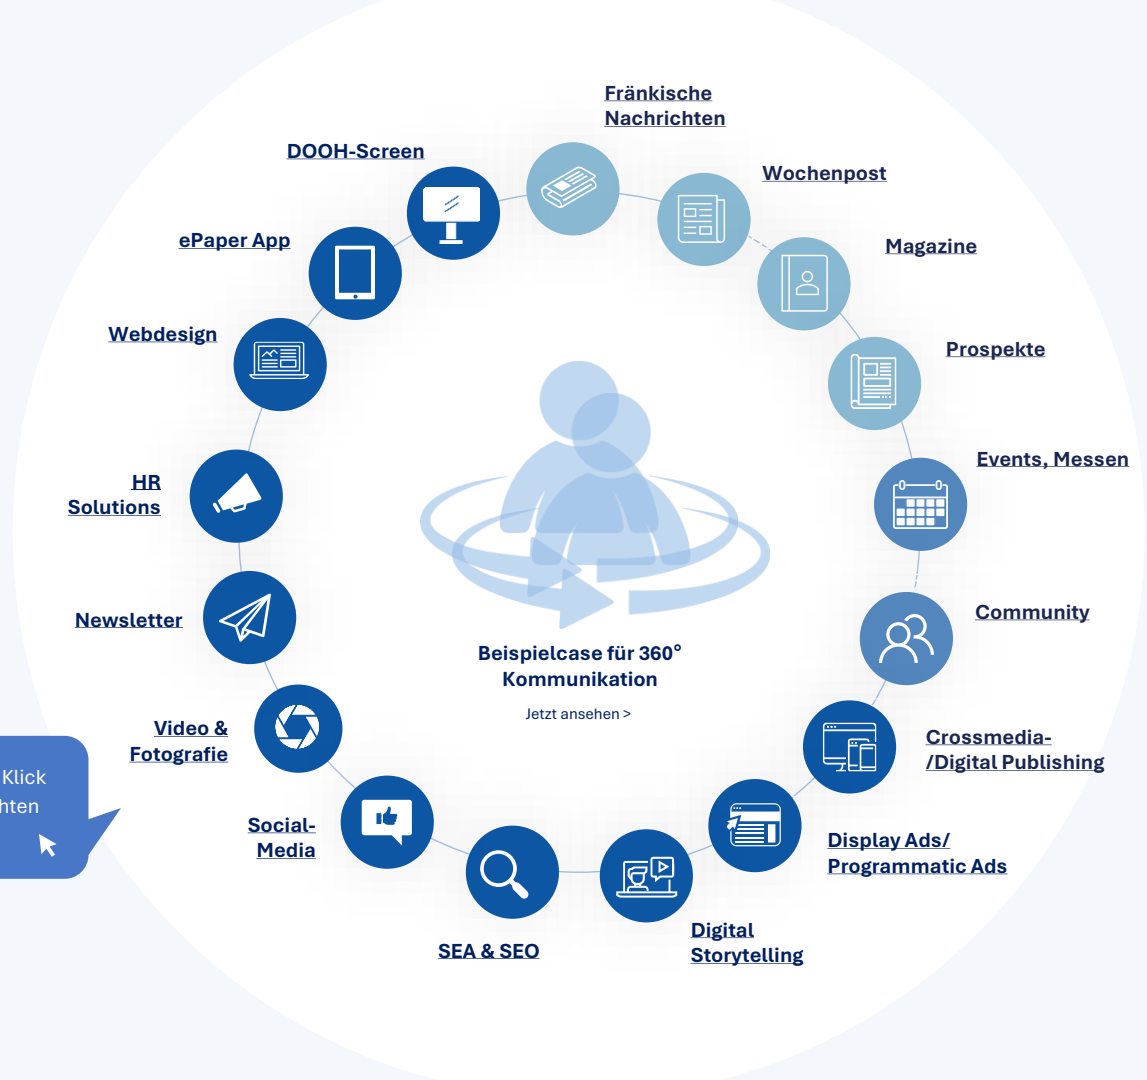 Fränkische
Nachrichten
DOOH-Screen
Wochenpost
ePaper App
Magazine
Webdesign
Prospekte
Events, Messen
HR
Solutions
Community
Newsletter
Beispielcase für 360°
Kommunikation
Jetzt ansehen >
Video &
Fotografie
Crossmedia-
/Digital Publishing
Klick
hten
Social-
Media
Display Ads/
Programmatic Ads
SEA & SEO
Digital
Storytelling